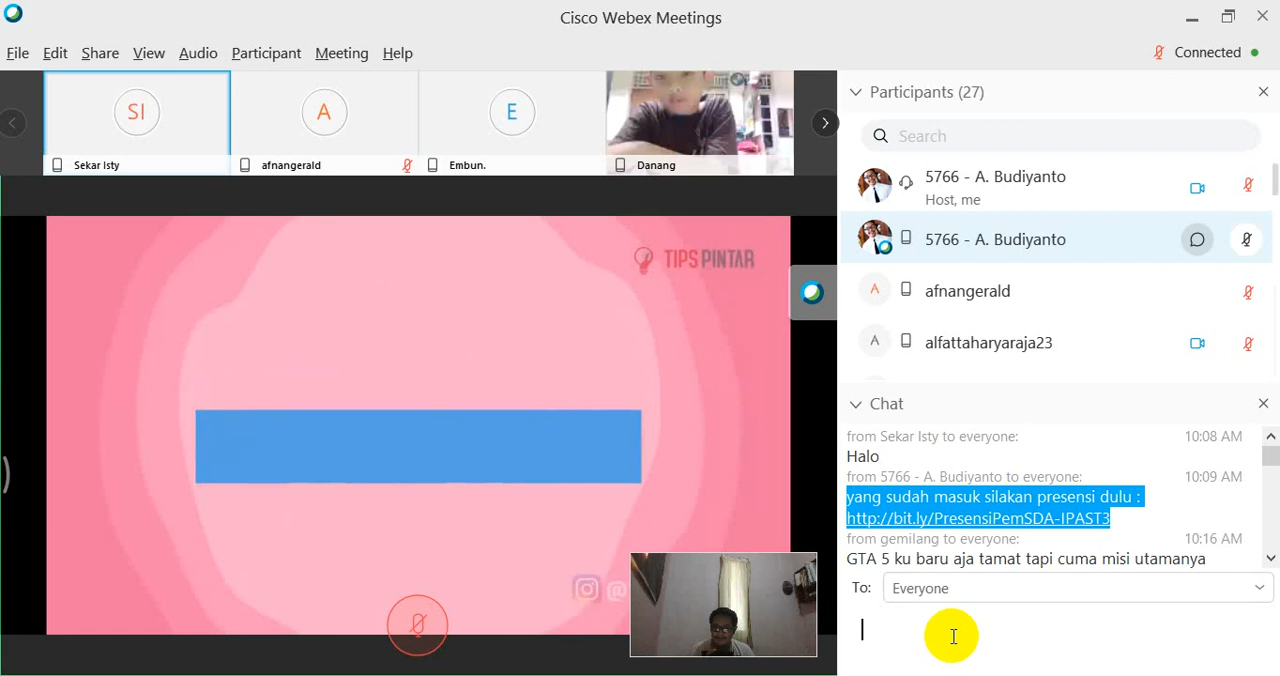 Cisco Webex Meetings
File Edit Share View Audio Participant Meeting Help
Connected
SI
A
E
Sekar Isty
afnangerald
Embun.
Danang
TIPS PINTAR
@
Participants (27)
Search
5766 - A. Budiyanto
Host, me
5766 - A. Budiyanto
A
afnangerald
A
alfattaharyaraja23
Chat
from Sekar Isty to everyone: 10:08 AM
Halo
from 5766 - A. Budiyanto to everyone: 10:09 AM
yang sudah masuk silakan presensi dulu :
http://bit.ly/PresensiPemSDA-IPAST3
from gemilang to everyone: 10:16 AM
GTA 5 ku baru aja tamat tapi cuma misi utamanya
To: Everyone